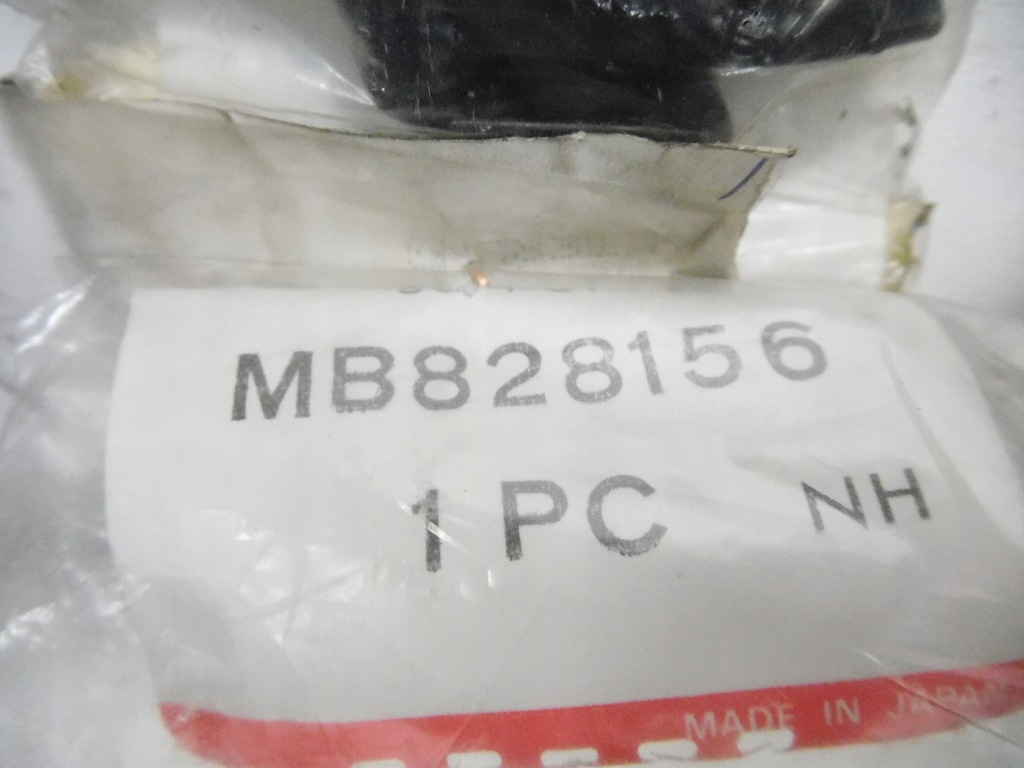 MB828156
1 PC NH
MADE IN JAPAN